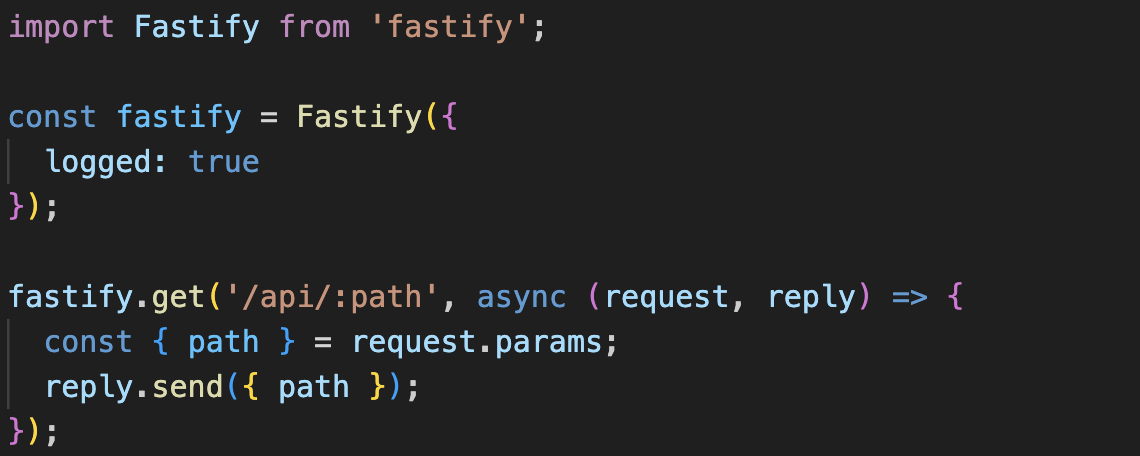 import Fastify from 'fastify';
const fastify = Fastify({
  logged: true
});
fastify.get('/api/:path', async (request, reply) => {
  const { path } = request.params;
  reply.send({ path });
});